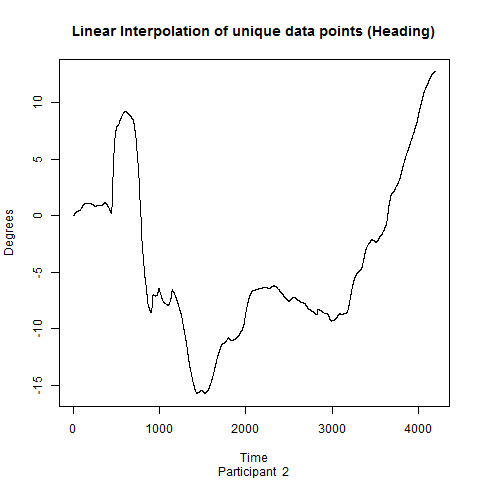 Linear Interpolation of unique data points (Heading)
Degrees
10
5
0
-5
-10
-15
0 1000 2000 3000 4000
Time
Participant 2